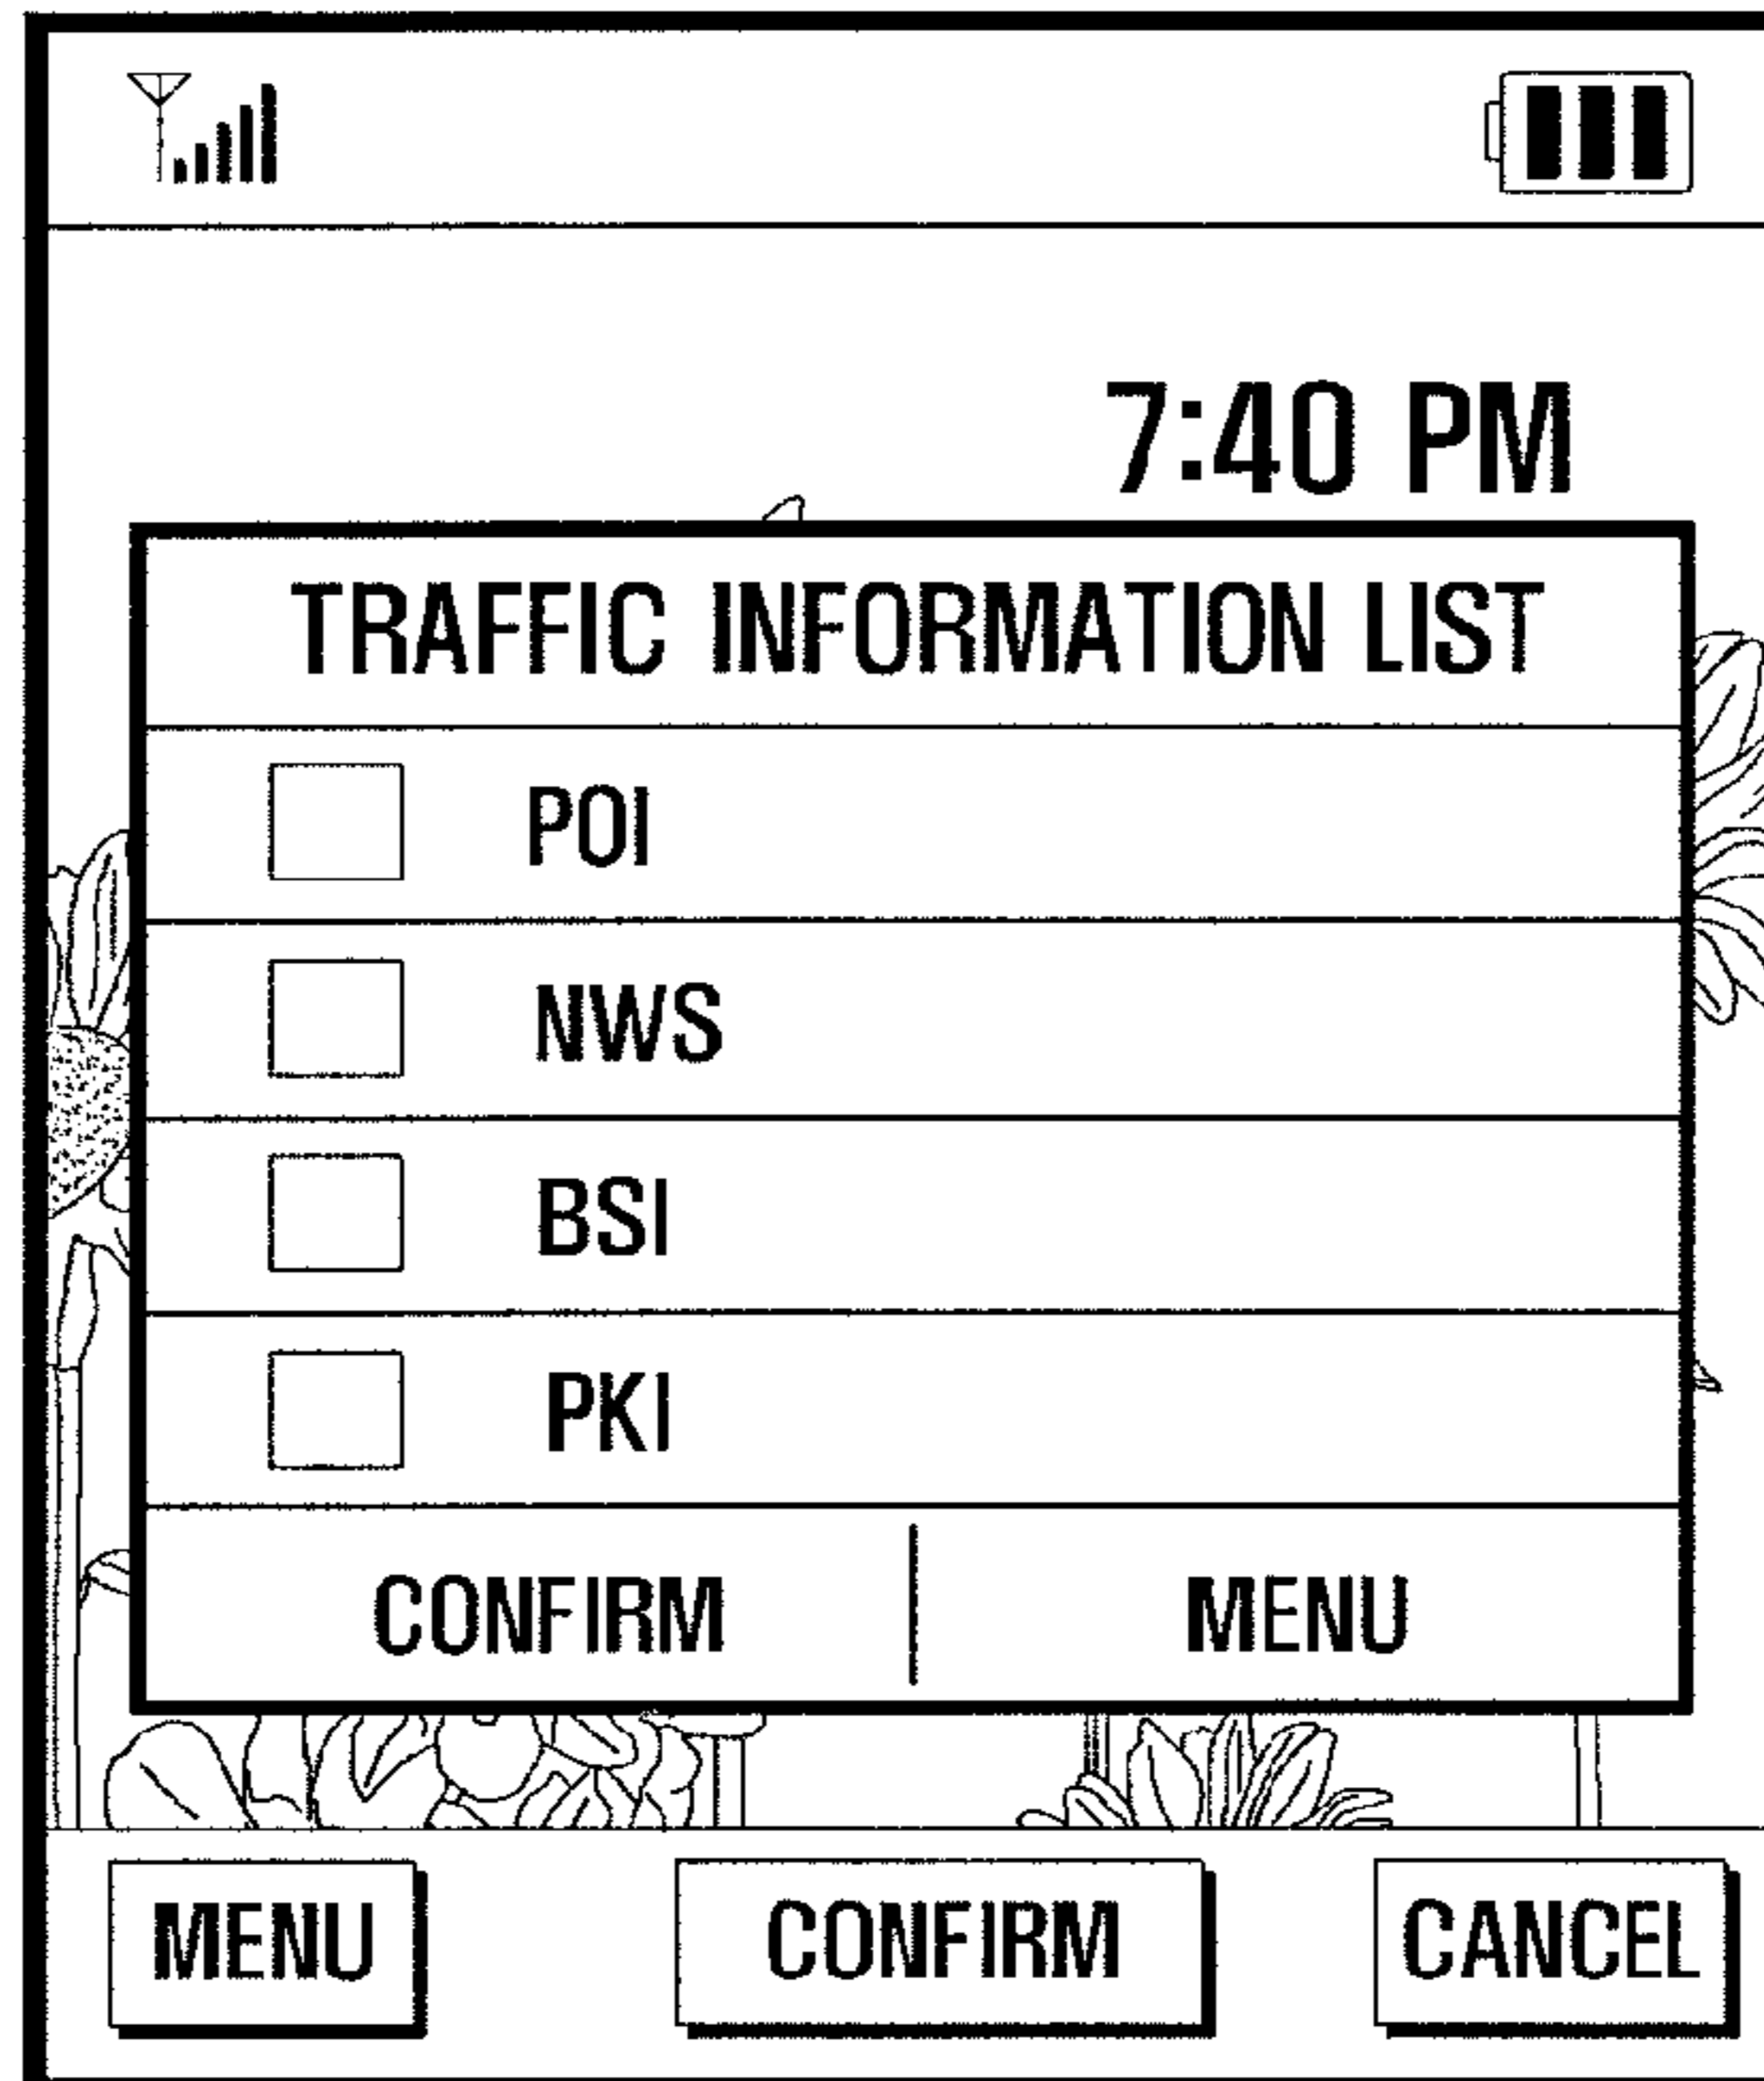 7:40 PM
TRAFFIC INFORMATION LIST
POI
NWS
BSI
PKI
CONFIRM MENU
MENU CONFIRM CANCEL